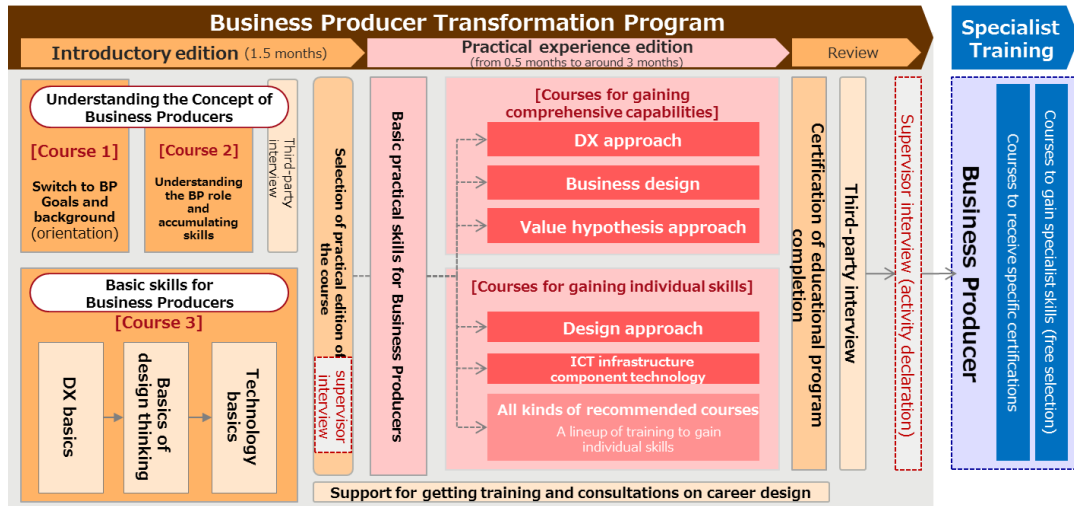 Business Producer Transformation Program
Introductory edition (1.5 months)
Practical experience edition
(from 0.5 months to around 3 months)
Review
Specialist
Training
Understanding the Concept of
Business Producers
[Course 1]
Switch to BP
Goals and
background
(orientation)
[Course 2]
Understanding
the BP role
and
accumulating
skills
Third-party
interview
Basic skills for
Business Producers
[Course 3]
DX basics
Basics of
design thinking
Technology
basics
Selection of practical edition of
the course
supervisor
interview
Basic practical skills for Business Producers
[Courses for gaining
comprehensive capabilities]
DX approach
Business design
Value hypothesis approach
[Courses for gaining individual skills]
Design approach
ICT infrastructure
component technology
All kinds of recommended courses
A lineup of training to gain
individual skills
Certification of educational program
completion
Third-party interview
Supervisor interview (activity declaration)
Business Producer
Courses to gain specialist skills (free selection)
Courses to receive specific certifications
Support for getting training and consultations on career design